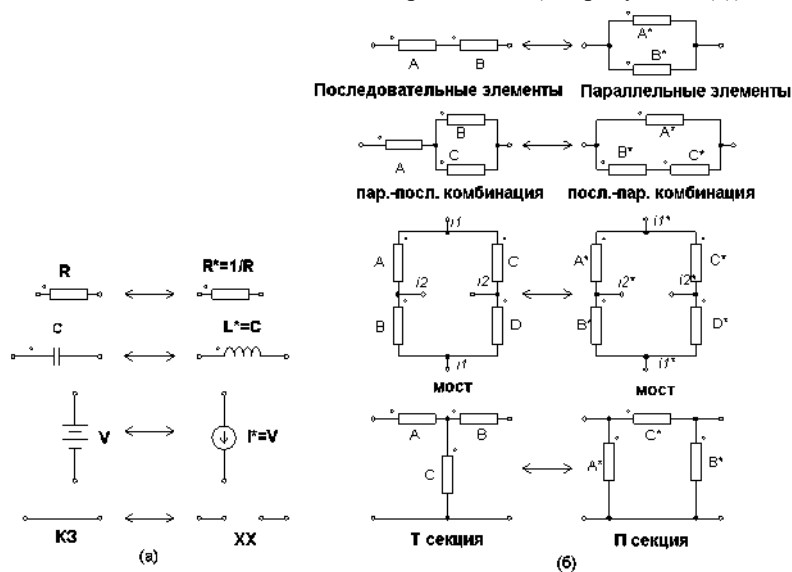 A B A* B*
Последовательные элементы Параллельные элементы
A B C A* B* C*
пар.-посл. комбинация посл.-пар. комбинация
i1 i1*
A C A* C*
i2 i2 i2* i2*
B D B* D*
i1 i1*
мост мост
A B C C* A* B*
Т секция П секция
(б)
R R*=1/R
C L*=C
V I*=V
КЗ ХХ
(а)